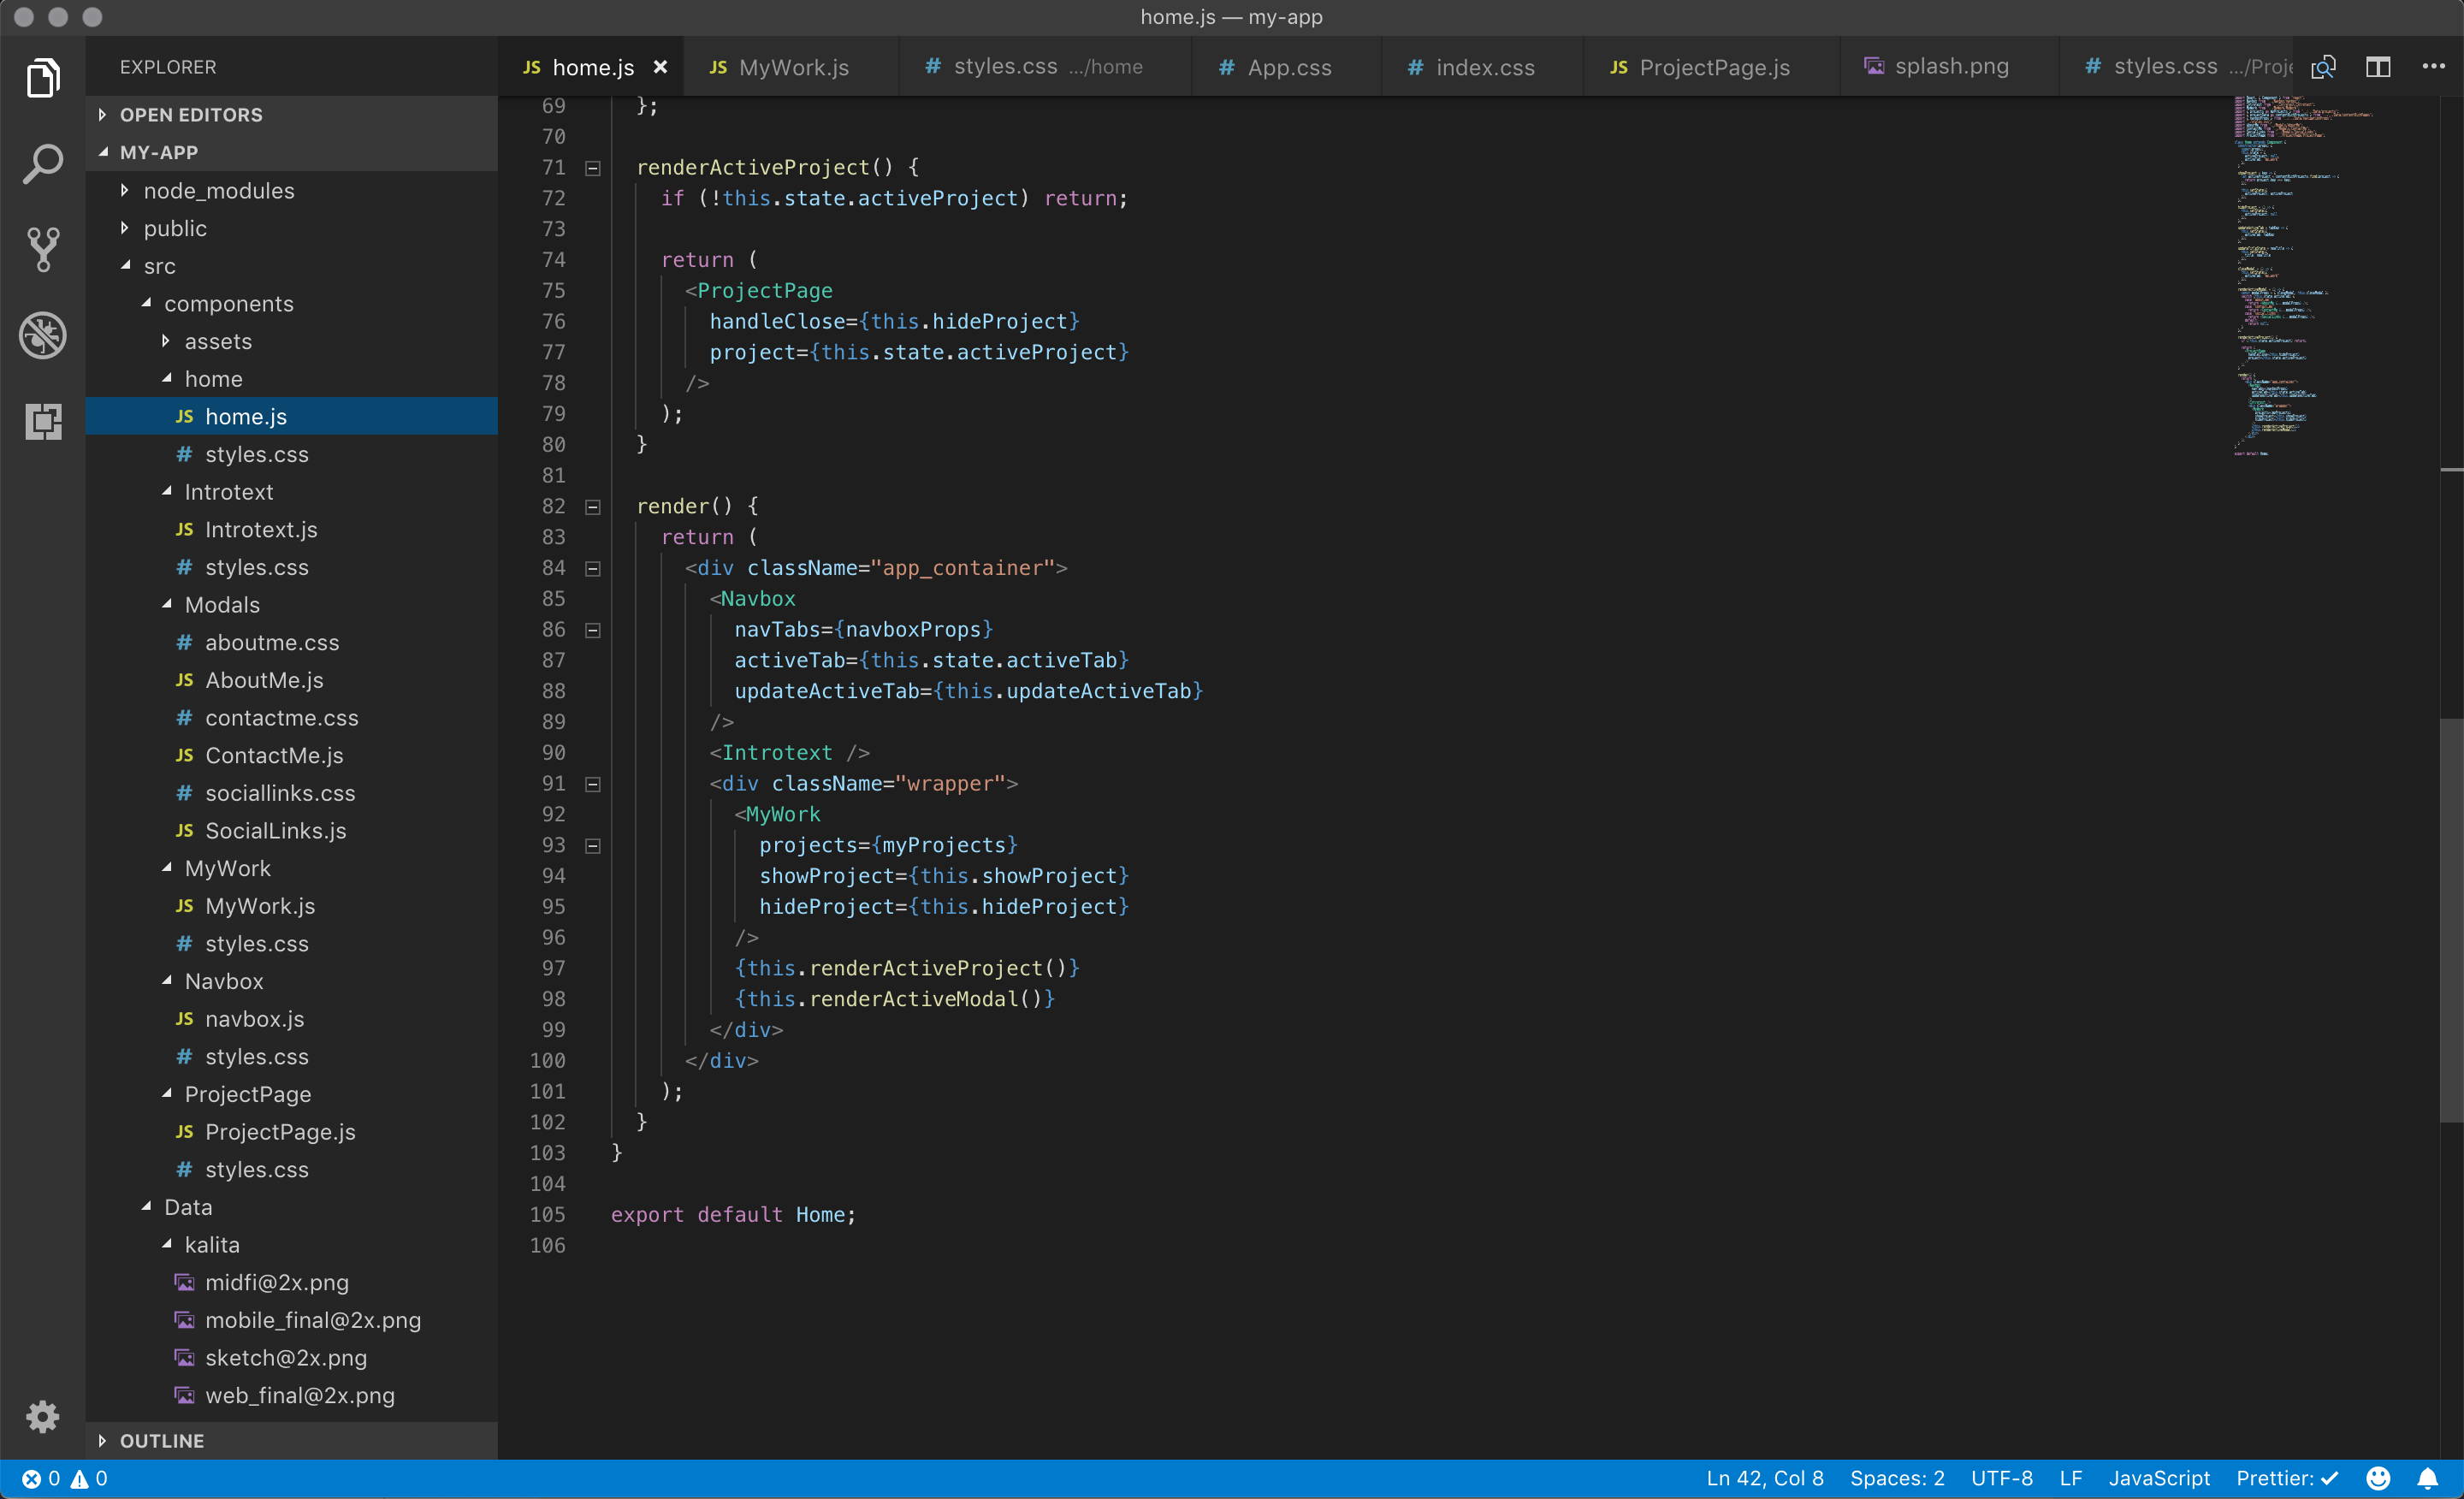 home.js — my-app
EXPLORER
OPEN EDITORS
MY-APP
node_modules
public
src
components
assets
home
JS home.js
# styles.css
Introtext
JS Introtext.js
# styles.css
Modals
# aboutme.css
JS AboutMe.js
# contactme.css
JS ContactMe.js
# sociallinks.css
JS SocialLinks.js
MyWork
JS MyWork.js
# styles.css
Navbox
JS navbox.js
# styles.css
ProjectPage
JS ProjectPage.js
# styles.css
Data
kalita
midfi@2x.png
mobile_final@2x.png
sketch@2x.png
web_final@2x.png
OUTLINE
JS home.js × JS MyWork.js # styles.css .../home # App.css # index.css JS ProjectPage.js splash.png # styles.css .../Proje
69   };
70
71   renderActiveProject() {
72     if (!this.state.activeProject) return;
73
74     return (
75       <ProjectPage
76         handleClose={this.hideProject}
77         project={this.state.activeProject}
78       />
79     );
80   }
81
82   render() {
83     return (
84       <div className="app_container">
85         <Navbox
86           navTabs={navboxProps}
87           activeTab={this.state.activeTab}
88           updateActiveTab={this.updateActiveTab}
89         />
90         <Introtext />
91         <div className="wrapper">
92           <MyWork
93             projects={myProjects}
94             showProject={this.showProject}
95             hideProject={this.hideProject}
96           />
97           {this.renderActiveProject()}
98           {this.renderActiveModal()}
99         </div>
100       </div>
101     );
102   }
103 }
104
105 export default Home;
106
0 0 Ln 42, Col 8 Spaces: 2 UTF-8 LF JavaScript Prettier: ✓